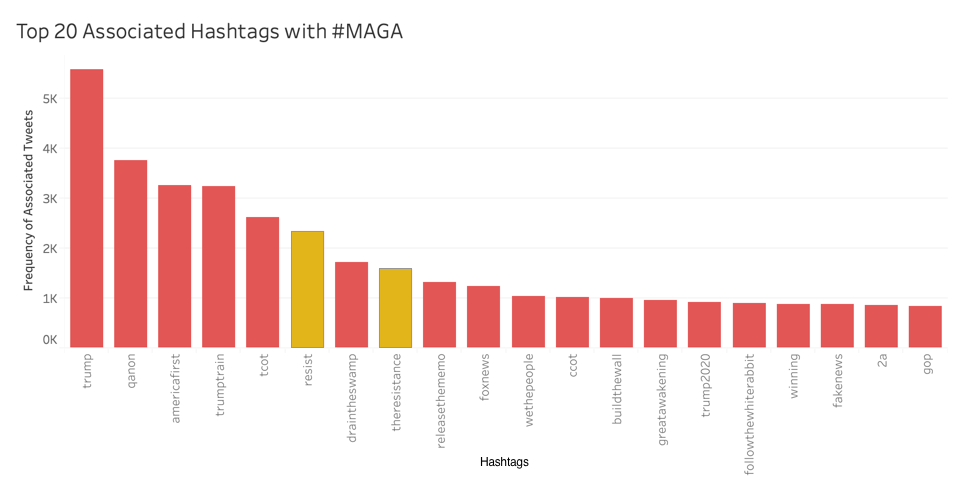 Top 20 Associated Hashtags with #MAGA
Frequency of Associated Tweets
5K
4K
3K
2K
1K
0K
trump
qanon
americafirst
trumptrain
tcot
resist
draintheswamp
theresistance
releasethememo
foxnews
wethepeople
ccot
buildthewall
greatawakening
trump2020
followthewhiterabbit
winning
fakenews
2a
gop
Hashtags